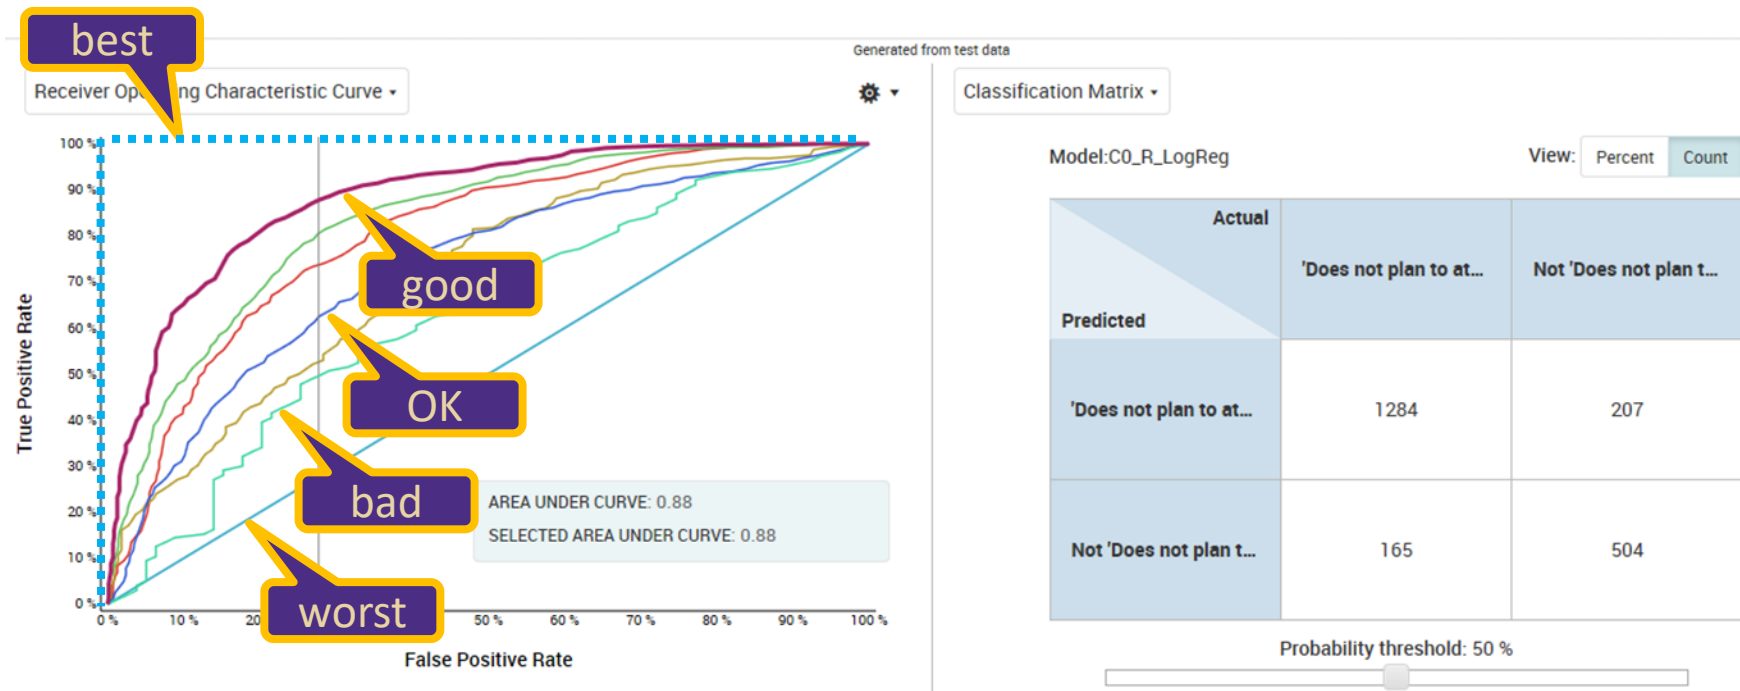 best
Generated from test data
Receiver Op ng Characteristic Curve
Classification Matrix
100 %
90 %
80 %
70 %
60 %
50 %
40 %
30 %
20 %
10 %
0 %
True Positive Rate
good
OK
bad
worst
AREA UNDER CURVE: 0.88
SELECTED AREA UNDER CURVE: 0.88
0 % 10 % 20 50 % 60 % 70 % 80 % 90 % 100 %
False Positive Rate
Model:C0_R_LogReg
View: Percent Count
Actual
Predicted
'Does not plan to at... Not 'Does not plan t...
'Does not plan to at... 1284 207
Not 'Does not plan t... 165 504
Probability threshold: 50 %